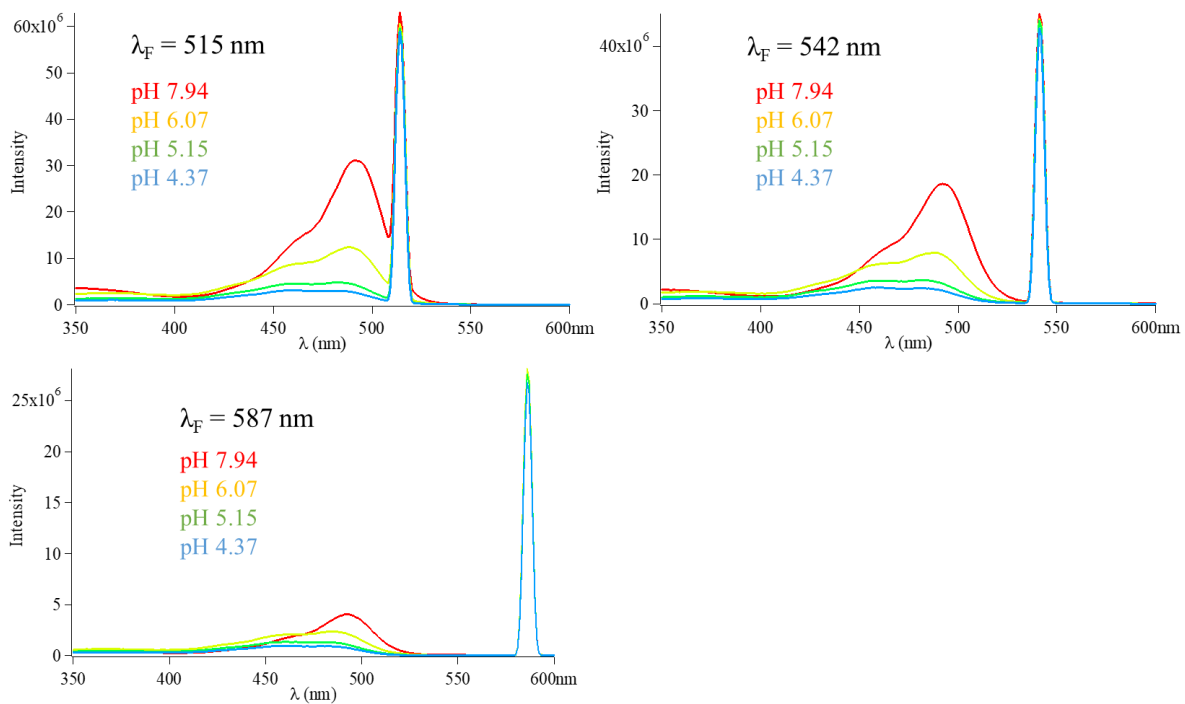 60x10⁶
50
40
30
20
10
0
Intensity
λF = 515 nm
pH 7.94
pH 6.07
pH 5.15
pH 4.37
350
400
450
500
550
600nm
λ (nm)
40x10⁶
30
20
10
0
Intensity
λF = 542 nm
pH 7.94
pH 6.07
pH 5.15
pH 4.37
350
400
450
500
550
600nm
λ (nm)
25x10⁶
20
15
10
5
0
Intensity
λF = 587 nm
pH 7.94
pH 6.07
pH 5.15
pH 4.37
350
400
450
500
550
600nm
λ (nm)